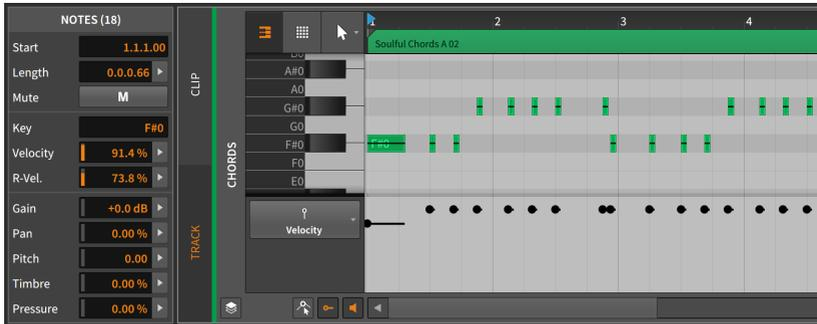 NOTES (18)
Start 1.1.1.00
Length 0.0.0.66
Mute M
Key F#0
Velocity 91.4 %
R-Vel. 73.8 %
Gain +0.0 dB
Pan 0.00 %
Pitch 0.00
Timbre 0.00 %
Pressure 0.00 %
CLIP
TRACK
CHORDS
1 2 3 4
Soulful Chords A 02
B0
A#0
A0
G#0
G0
F#0 F#0
F0
E0
Velocity